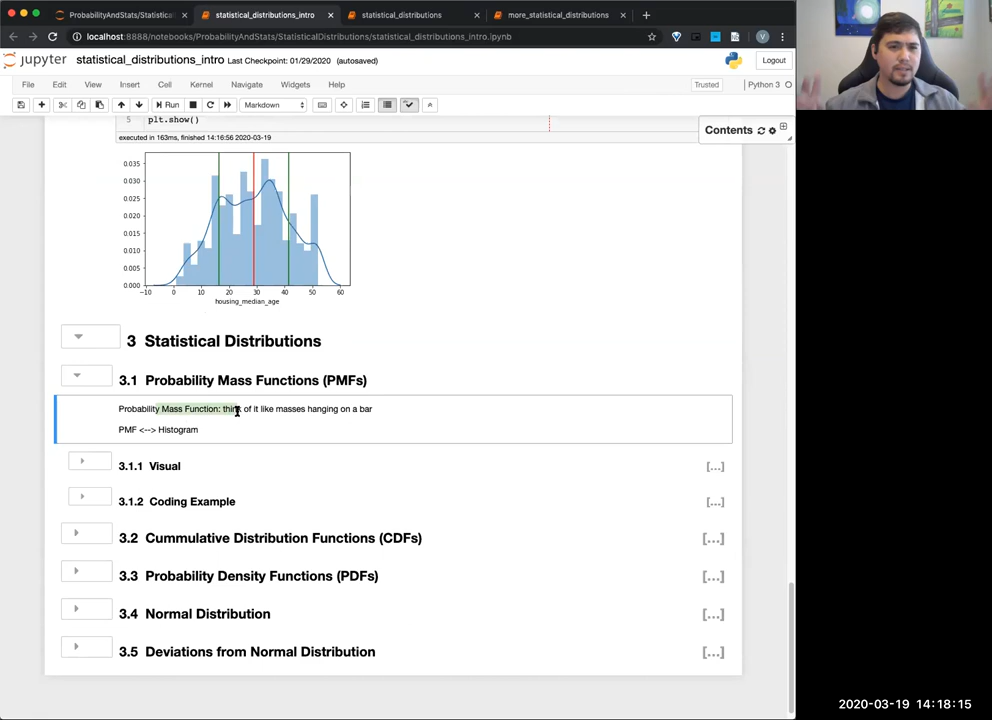 ProbabilityAndStats/Statistical
statistical_distributions_intro
statistical_distributions
more_statistical_distributions
localhost:8888/notebooks/ProbabilityAndStats/StatisticalDistributions/statistical_distributions_intro.ipynb
V
jupyter statistical_distributions_intro Last Checkpoint: 01/29/2020 (autosaved)
Logout
File Edit View Insert Cell Kernel Navigate Widgets Help
Trusted
Python 3
Run
Markdown
5 plt.show()
executed in 163ms, finished 14:16:56 2020-03-19
Contents
0.035
0.030
0.025
0.020
0.015
0.010
0.005
0.000
−10 0 10 20 30 40 50 60
housing_median_age
3 Statistical Distributions
3.1 Probability Mass Functions (PMFs)
Probability Mass Function: think of it like masses hanging on a bar
PMF <--> Histogram
3.1.1 Visual
[...]
3.1.2 Coding Example
[...]
3.2 Cummulative Distribution Functions (CDFs)
[...]
3.3 Probability Density Functions (PDFs)
[...]
3.4 Normal Distribution
[...]
3.5 Deviations from Normal Distribution
[...]
2020-03-19 14:18:15